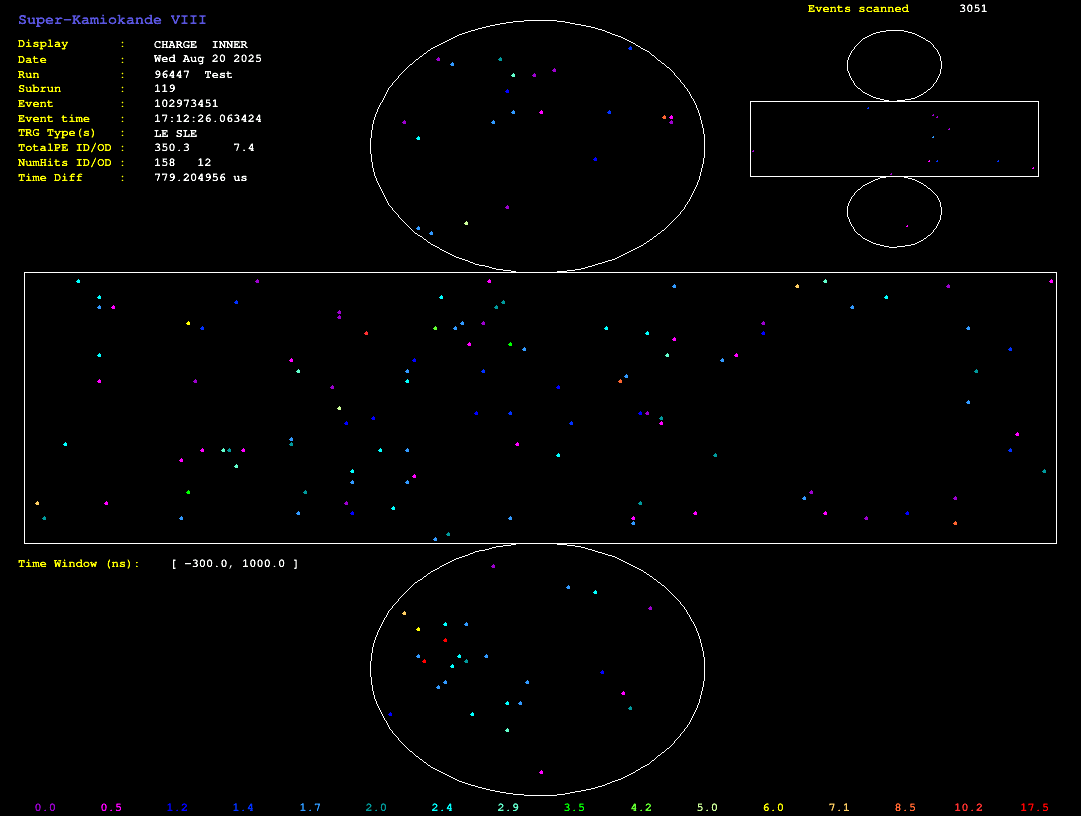 Super-Kamiokande VIII
Events scanned 3051
Display : CHARGE INNER
Date : Wed Aug 20 2025
Run : 96447 Test
Subrun : 119
Event : 102973451
Event time : 17:12:26.063424
TRG Type(s) : LE SLE
TotalPE ID/OD : 350.3 7.4
NumHits ID/OD : 158 12
Time Diff : 779.204956 us
Time Window (ns): [ -300.0, 1000.0 ]
0.0 0.5 1.2 1.4 1.7 2.0 2.4 2.9 3.5 4.2 5.0 6.0 7.1 8.5 10.2 17.5